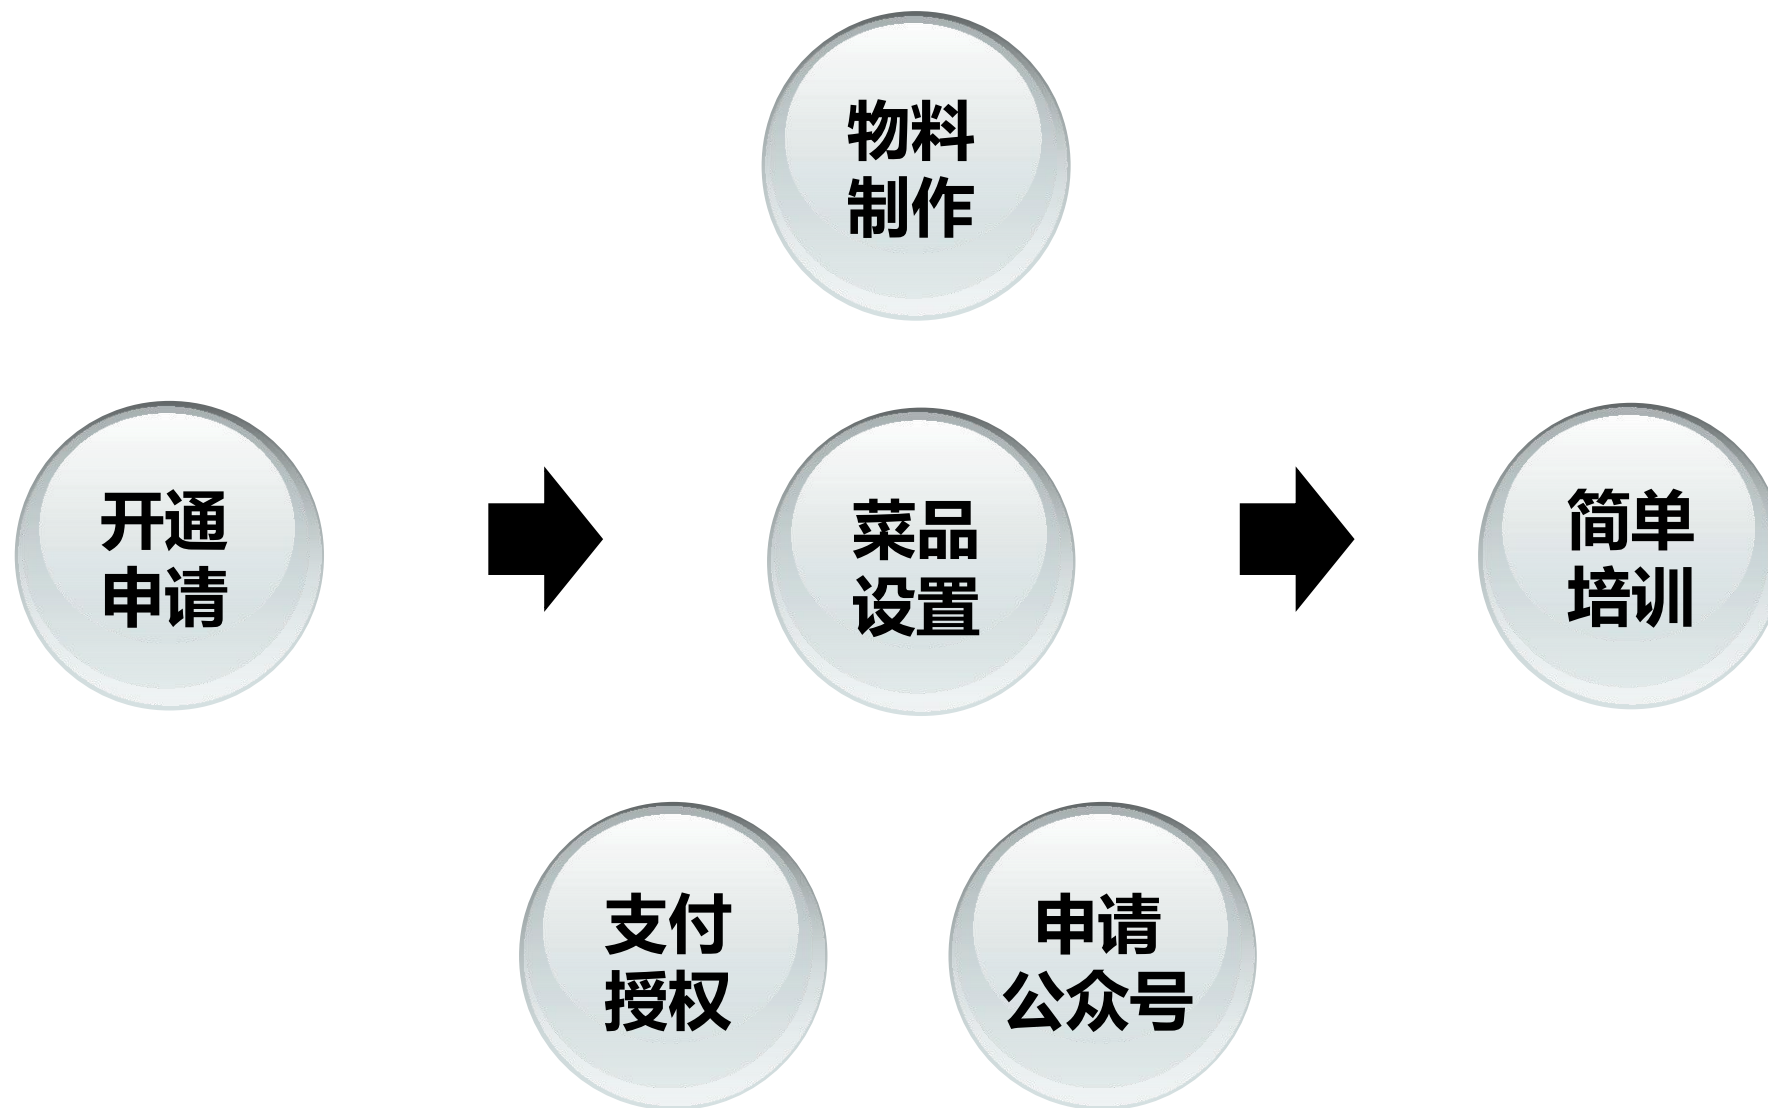 物料
制作
开通
申请
菜品
设置
简单
培训
支付
授权
申请
公众号